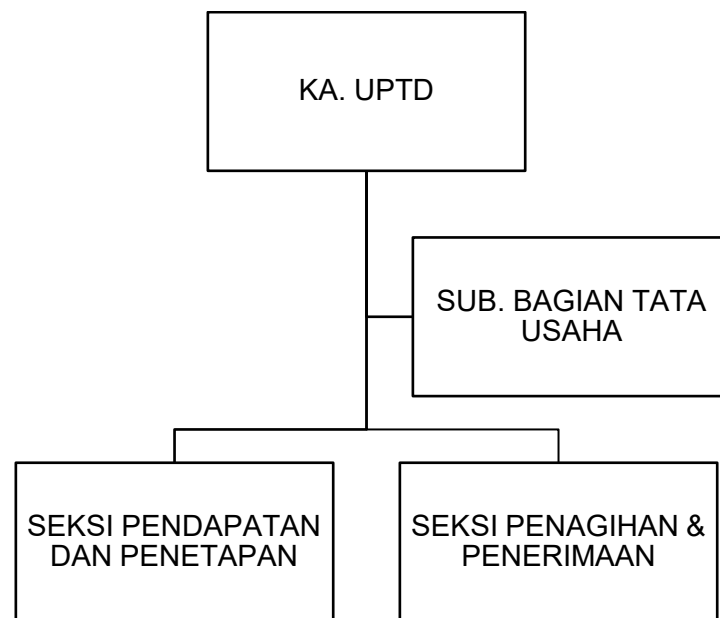 KA. UPTD
SUB. BAGIAN TATA
USAHA
SEKSI PENDAPATAN
DAN PENETAPAN
SEKSI PENAGIHAN &
PENERIMAAN